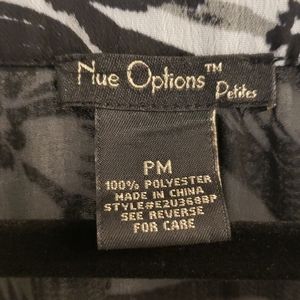 Nue Options™ Petites
PM
100% POLYESTER
MADE IN CHINA
STYLE#E2U368BP
SEE REVERSE
FOR CARE